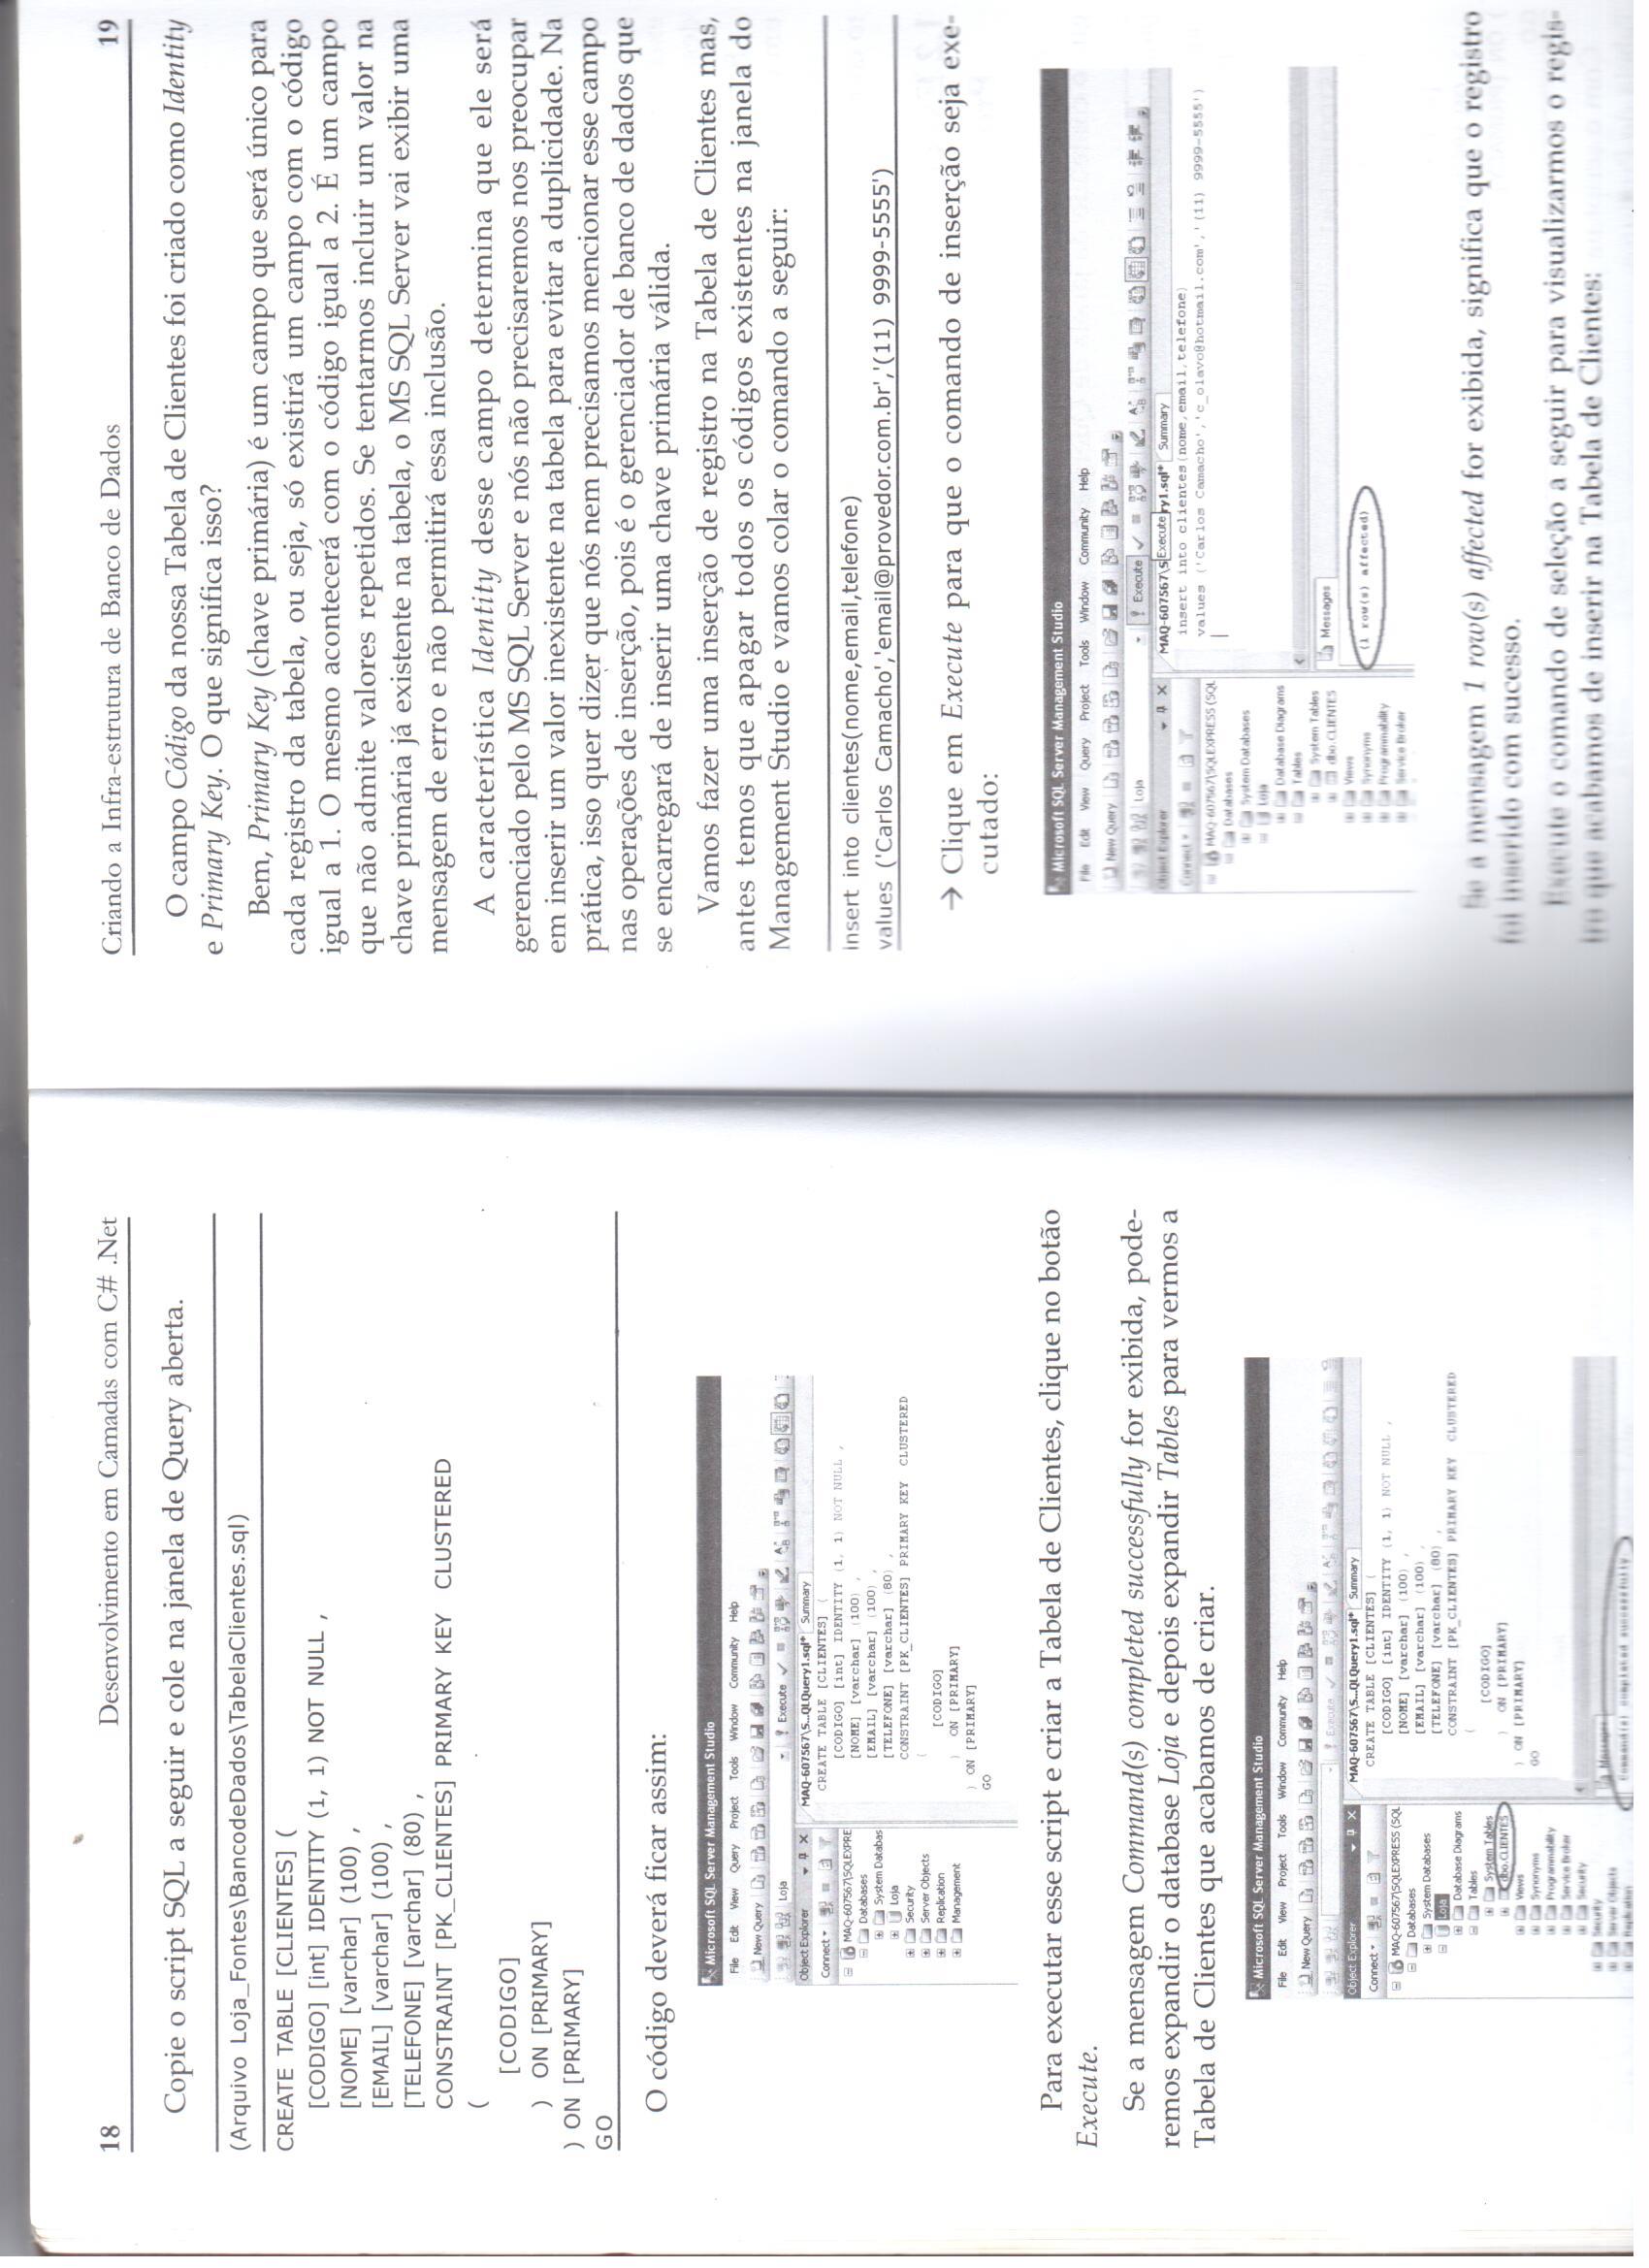 18
Desenvolvimento em Camadas com C# .Net
Copie o script SQL a seguir e cole na janela de Query aberta.
(Arquivo Loja_Fontes\BancodeDados\TabelaClientes.sql)
CREATE TABLE [CLIENTES] (
[CODIGO] [int] IDENTITY (1, 1) NOT NULL ,
[NOME] [varchar] (100) ,
[EMAIL] [varchar] (100) ,
[TELEFONE] [varchar] (80) ,
CONSTRAINT [PK_CLIENTES] PRIMARY KEY CLUSTERED
(
[CODIGO]
) ON [PRIMARY]
) ON [PRIMARY]
GO
O código deverá ficar assim:
Microsoft SQL Server Management Studio
File Edit View Query Project Tools Window Community Help
New Query
Loja Execute
Object Explorer MAQ-607567\S...QLQuery1.sql* Summary
Connect
MAQ-607567\SQLEXPRE
Databases
System Databas
Loja
Security
Server Objects
Replication
Management
CREATE TABLE [CLIENTES] (
[CODIGO] [int] IDENTITY (1, 1) NOT NULL ,
[NOME] [varchar] (100) ,
[EMAIL] [varchar] (100) ,
[TELEFONE] [varchar] (80) ,
CONSTRAINT [PK_CLIENTES] PRIMARY KEY CLUSTERED
(
[CODIGO]
) ON [PRIMARY]
) ON [PRIMARY]
GO
Para executar esse script e criar a Tabela de Clientes, clique no botão
Execute.
Se a mensagem Command(s) completed successfully for exibida, pode-
remos expandir o database Loja e depois expandir Tables para vermos a
Tabela de Clientes que acabamos de criar.
Microsoft SQL Server Management Studio
File Edit View Project Tools Window Community Help
New Query
Execute
Object Explorer MAQ-607567\S...QLQuery1.sql* Summary
Connect
MAQ-607567\SQLEXPRESS (SQL
Databases
System Databases
Loja
Database Diagrams
Tables
System Tables
dbo.CLIENTES
Views
Synonyms
Programmability
Service Broker
Security
Security
Server Objects
Replication
CREATE TABLE [CLIENTES] (
[CODIGO] [int] IDENTITY (1, 1) NOT NULL ,
[NOME] [varchar] (100) ,
[EMAIL] [varchar] (100) ,
[TELEFONE] [varchar] (80) ,
CONSTRAINT [PK_CLIENTES] PRIMARY KEY CLUSTERED
(
[CODIGO]
) ON [PRIMARY]
) ON [PRIMARY]
GO
Messages
Command(s) completed successfully.
Criando a Infra-estrutura de Banco de Dados
19
O campo Código da nossa Tabela de Clientes foi criado como Identity
e Primary Key. O que significa isso?
Bem, Primary Key (chave primária) é um campo que será único para
cada registro da tabela, ou seja, só existirá um campo com o código
igual a 1. O mesmo acontecerá com o código igual a 2. É um campo
que não admite valores repetidos. Se tentarmos incluir um valor na
chave primária já existente na tabela, o MS SQL Server vai exibir uma
mensagem de erro e não permitirá essa inclusão.
A característica Identity desse campo determina que ele será
gerenciado pelo MS SQL Server e nós não precisaremos nos preocupar
em inserir um valor inexistente na tabela para evitar a duplicidade. Na
prática, isso quer dizer que nós nem precisamos mencionar esse campo
nas operações de inserção, pois é o gerenciador de banco de dados que
se encarregará de inserir uma chave primária válida.
Vamos fazer uma inserção de registro na Tabela de Clientes mas,
antes temos que apagar todos os códigos existentes na janela do
Management Studio e vamos colar o comando a seguir:
insert into clientes(nome,email,telefone)
values ('Carlos Camacho','email@provedor.com.br','(11) 9999-5555')
→ Clique em Execute para que o comando de inserção seja exe-
cutado:
Microsoft SQL Server Management Studio
File Edit View Query Project Tools Window Community Help
New Query
Loja Execute
Object Explorer MAQ-607567\S Execute ry1.sql* Summary
Connect
MAQ-607567\SQLEXPRESS (SQL
Databases
System Databases
Loja
Database Diagrams
Tables
System Tables
dbo.CLIENTES
Views
Synonyms
Programmability
Service Broker
insert into clientes(nome,email,telefone)
values ('Carlos Camacho','c_olavo@hotmail.com','(11) 9999-5555')
Messages
(1 row(s) affected)
Se a mensagem 1 row(s) affected for exibida, significa que o registro
foi inserido com sucesso.
Execute o comando de seleção a seguir para visualizarmos o regis-
tro que acabamos de inserir na Tabela de Clientes: